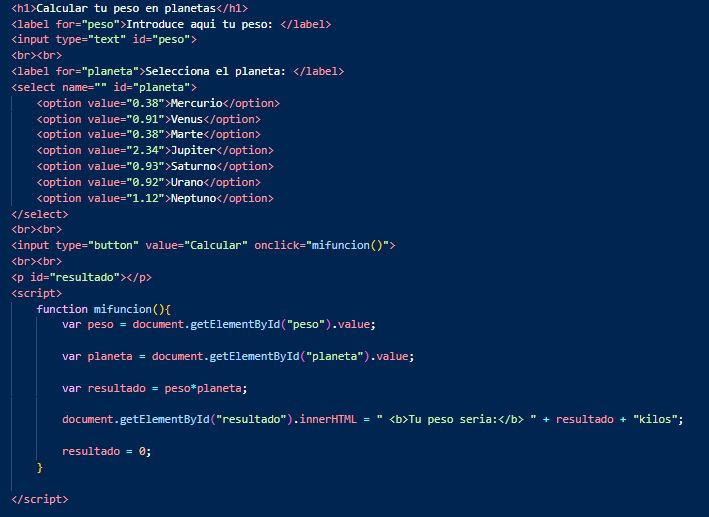 <h1>Calcular tu peso en planetas</h1>
<label for="peso">Introduce aqui tu peso: </label>
<input type="text" id="peso">
<br><br>
<label for="planeta">Selecciona el planeta: </label>
<select name="" id="planeta">
    <option value="0.38">Mercurio</option>
    <option value="0.91">Venus</option>
    <option value="0.38">Marte</option>
    <option value="2.34">Jupiter</option>
    <option value="0.93">Saturno</option>
    <option value="0.92">Urano</option>
    <option value="1.12">Neptuno</option>
</select>
<br><br>
<input type="button" value="Calcular" onclick="mifuncion()">
<br><br>
<p id="resultado"></p>
<script>
    function mifuncion(){
        var peso = document.getElementById("peso").value;
        var planeta = document.getElementById("planeta").value;
        var resultado = peso*planeta;
        document.getElementById("resultado").innerHTML = " <b>Tu peso seria:</b> " + resultado + "kilos";
        resultado = 0;
    }
</script>